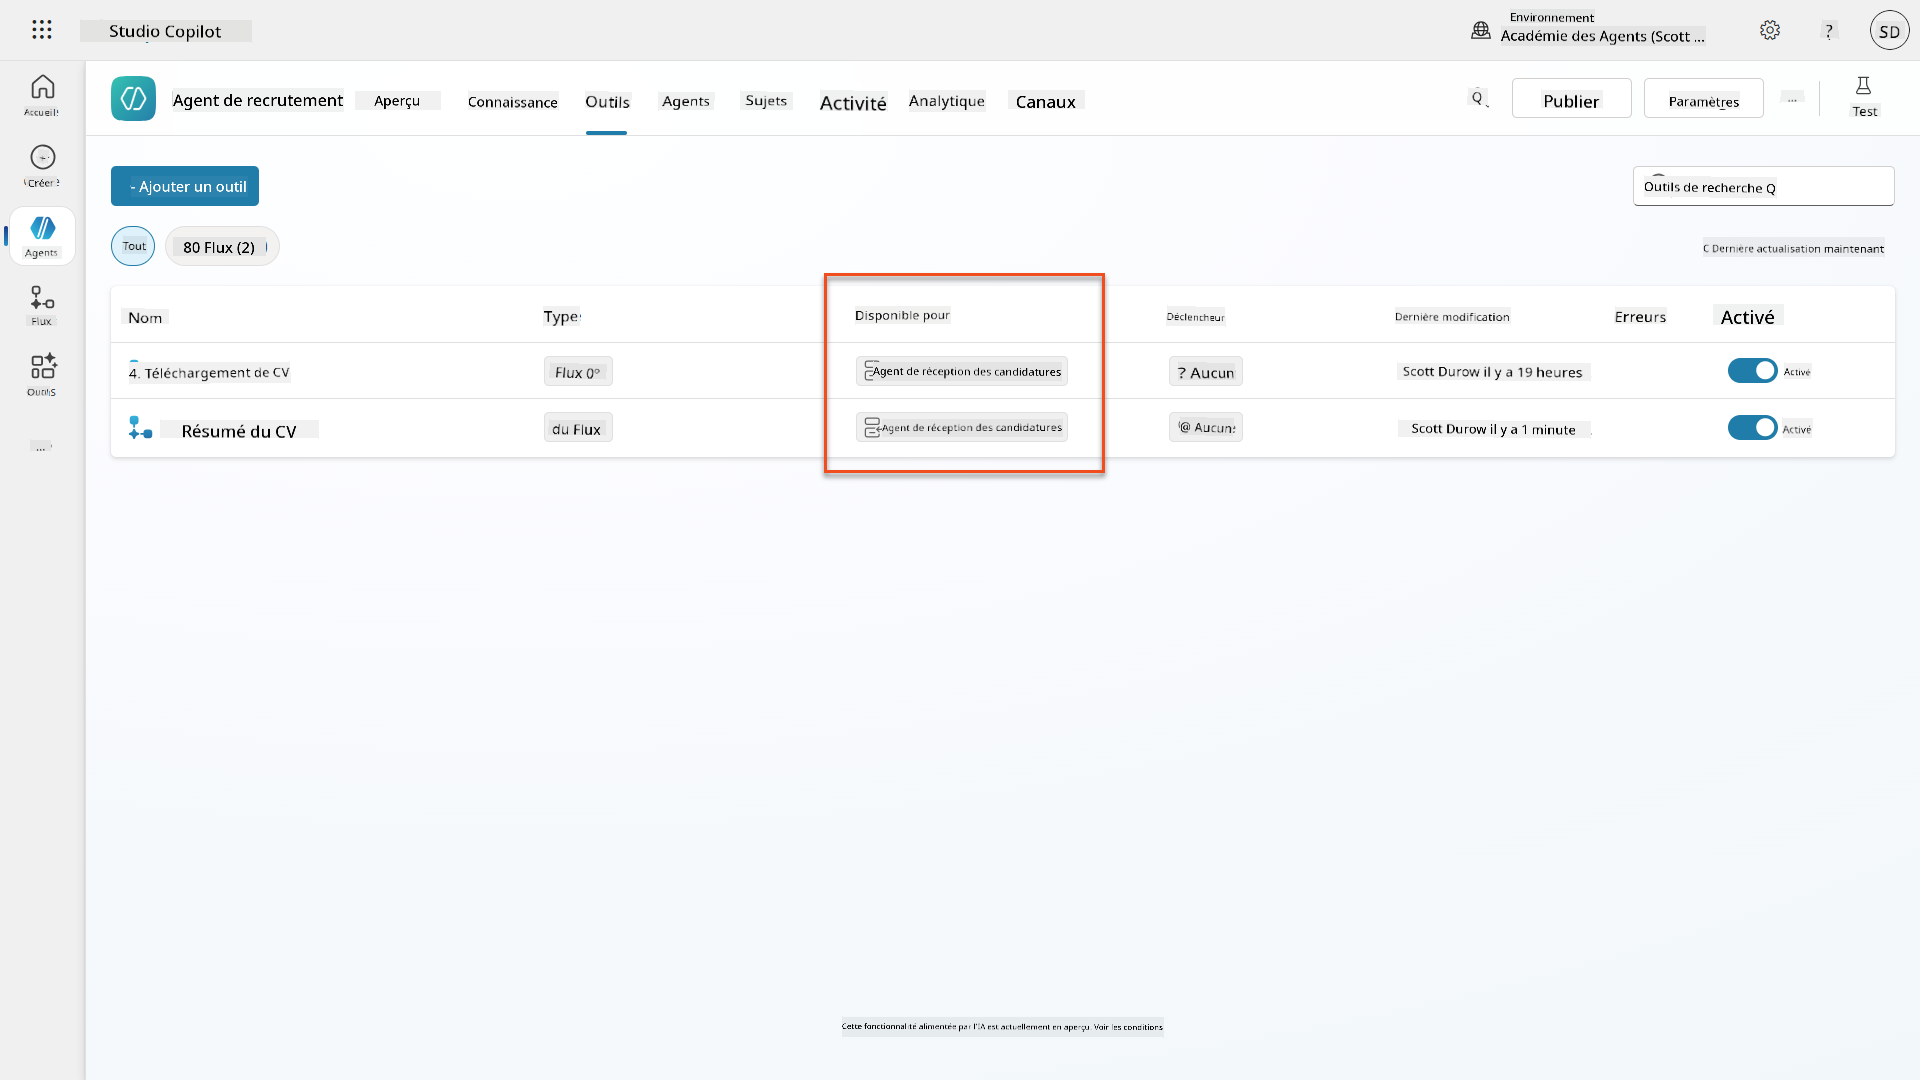 Studio Copilot
Environnement
Académie des Agents (Scott ...
?
SD
Accueil
Créer
Agents
Flux
Outils
...
Agent de recrutement
Aperçu
Connaissance
Outils
Agents
Sujets
Activité
Analytique
Canaux
Q
Publier
Paramètres
...
Test
- Ajouter un outil
Outils de recherche Q
Tout
80 Flux (2)
C Dernière actualisation maintenant
Nom
Type
Disponible pour
Déclencheur
Dernière modification
Erreurs
Activé
4. Téléchargement de CV
Flux 0º
Agent de réception des candidatures
? Aucun
Scott Durow il y a 19 heures
Activé
Résumé du CV
du Flux
Agent de réception des candidatures
@ Aucun
Scott Durow il y a 1 minute
Activé
Cette fonctionnalité alimentée par l'IA est actuellement en aperçu. Voir les conditions